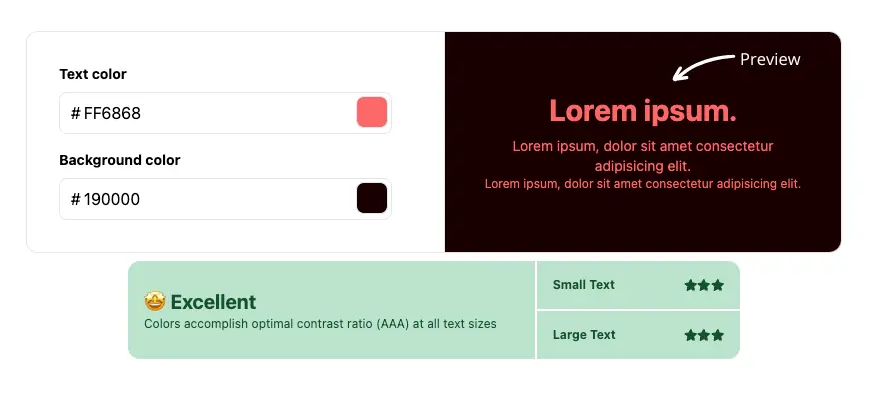 Text color
# FF6868
Background color
# 190000
Preview
Lorem ipsum.
Lorem ipsum, dolor sit amet consectetur
adipisicing elit.
Lorem ipsum, dolor sit amet consectetur adipisicing elit.
🤩 Excellent
Colors accomplish optimal contrast ratio (AAA) at all text sizes
Small Text ★★★
Large Text ★★★